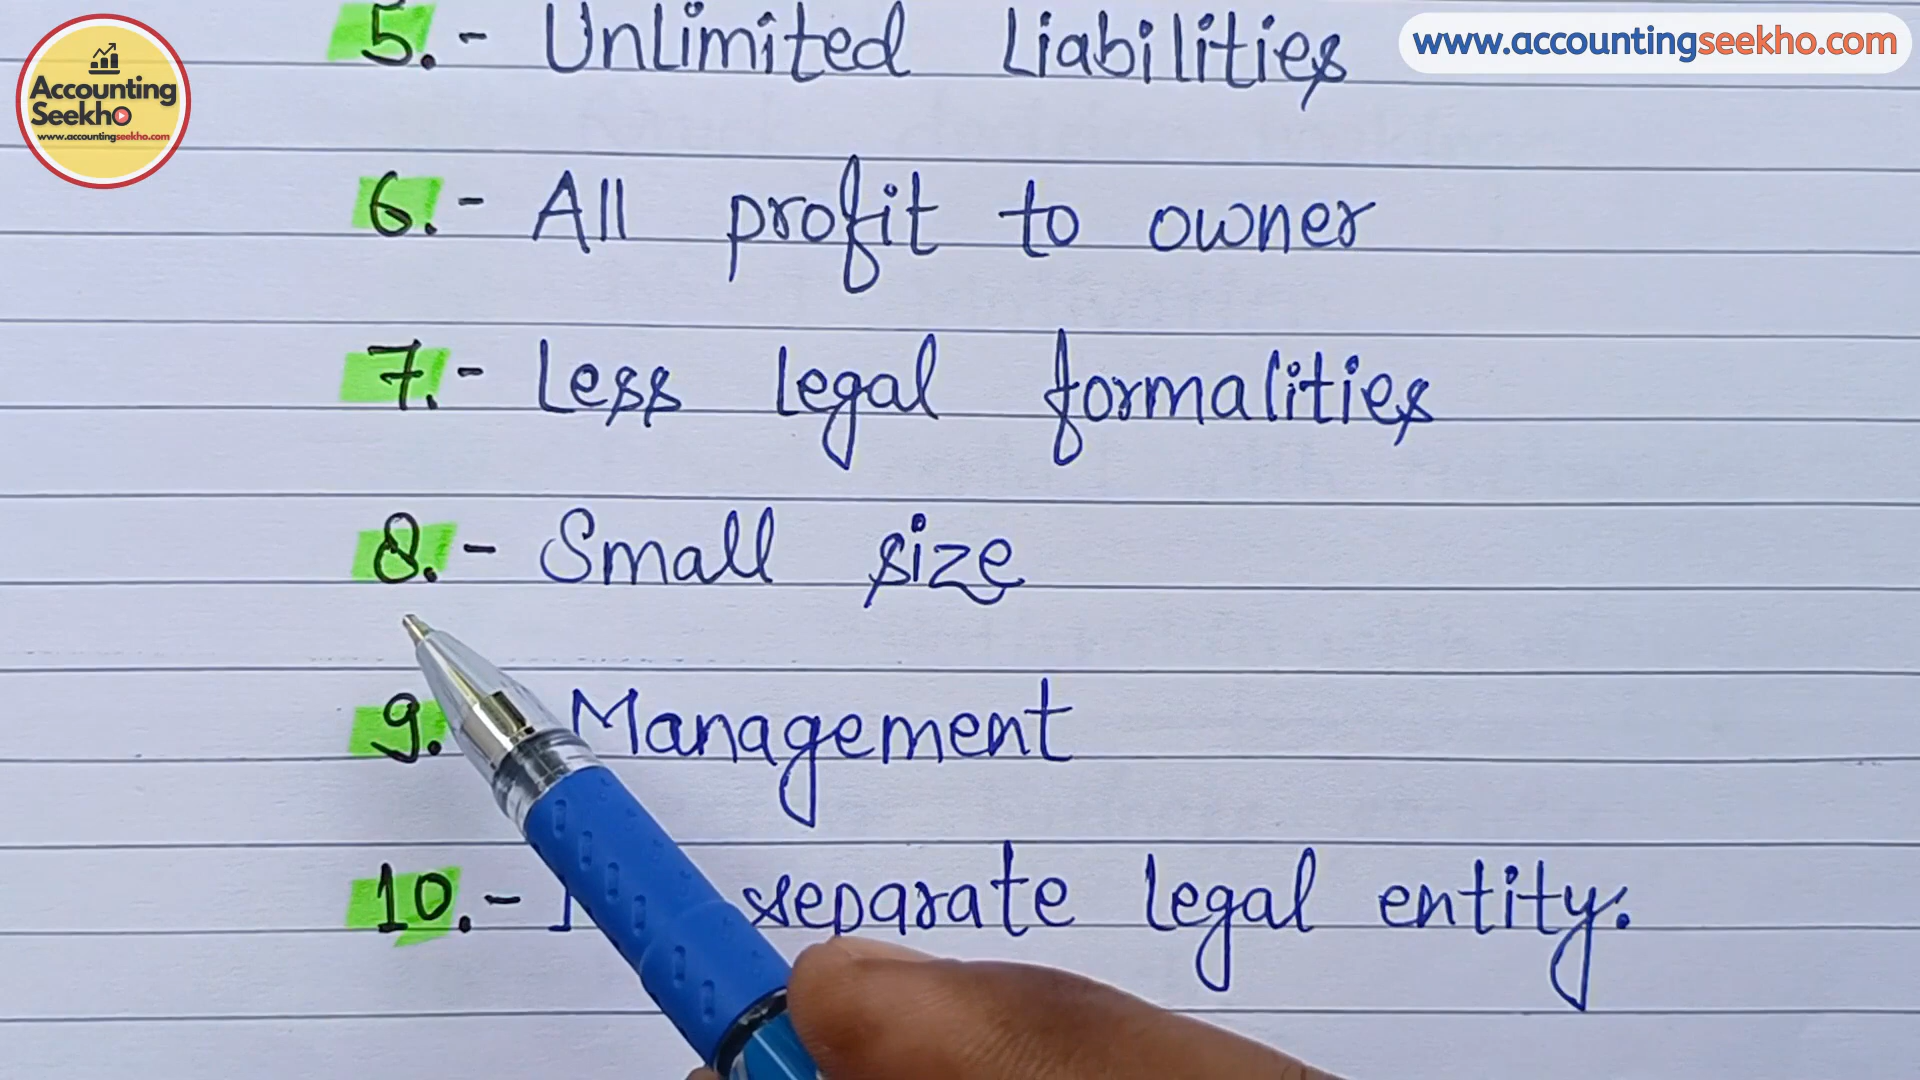 5.- Unlimited Liabilities
www.accountingseekho.com
Accounting
Seekho
www.accountingseekho.com
6.- All profit to owner
7.- Less legal formalities
8.- Small size
9. Management
10.- separate legal entity.